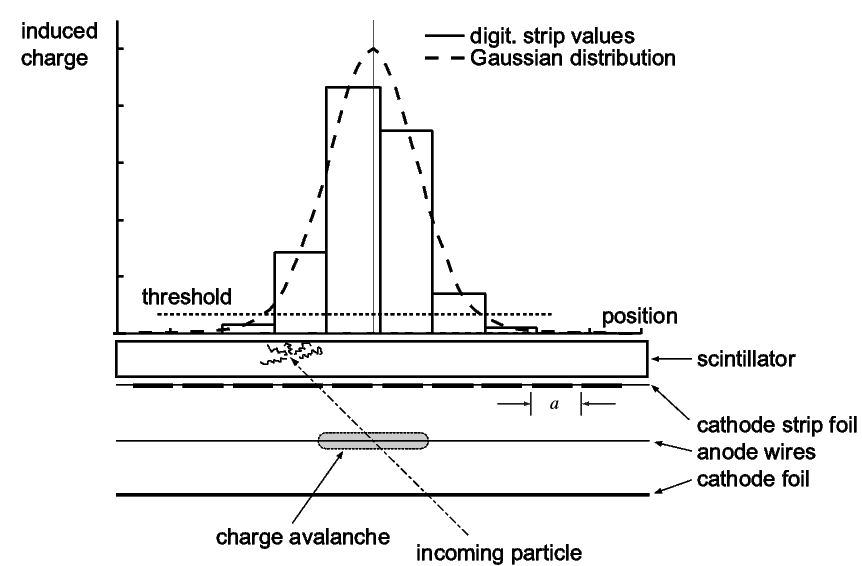 induced
charge
digit. strip values
Gaussian distribution
threshold
position
scintillator
a
cathode strip foil
anode wires
cathode foil
charge avalanche
incoming particle